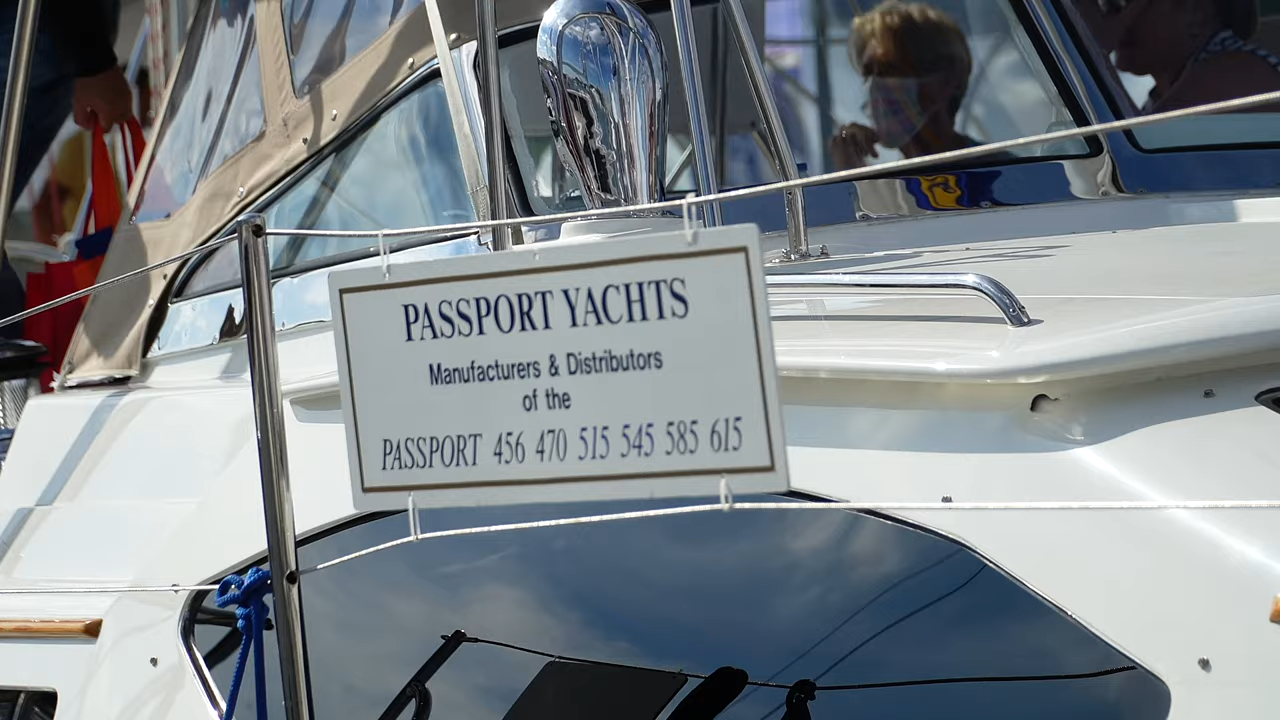 PASSPORT YACHTS
Manufacturers & Distributors
of the
PASSPORT 456 470 515 545 585 615